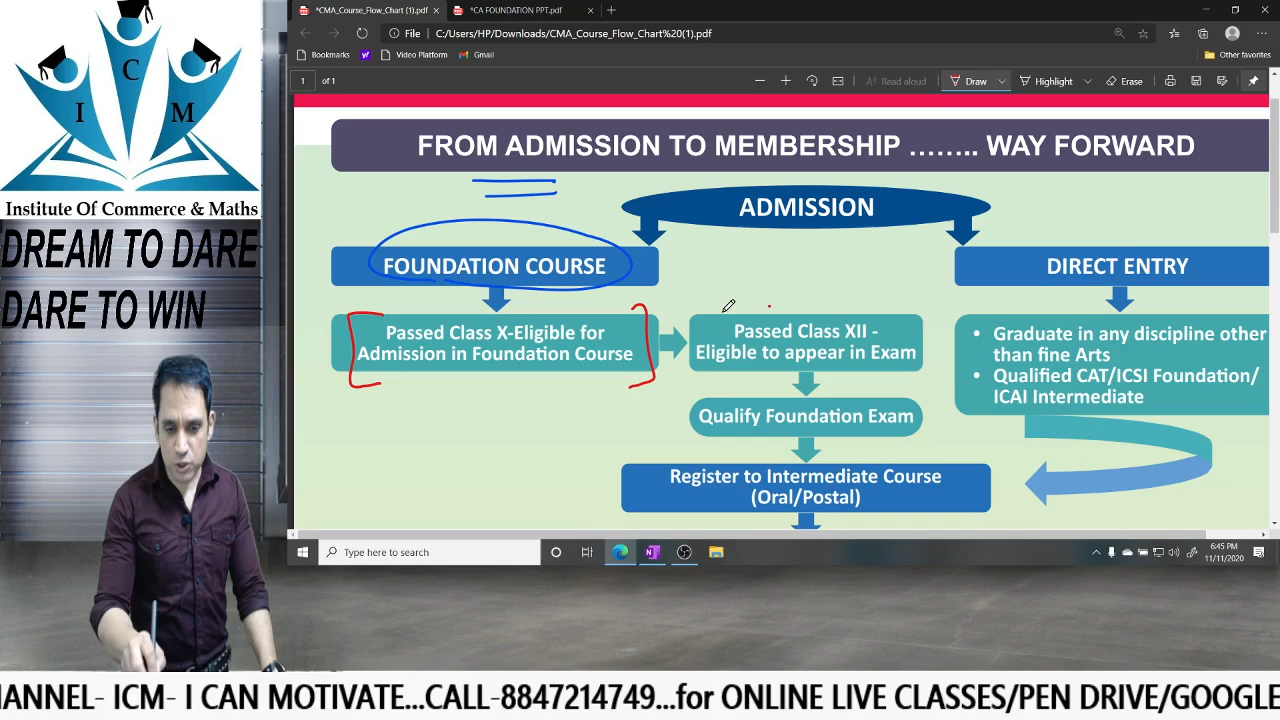 *CMA_Course_Flow_Chart (1).pdf
*CA FOUNDATION PPT.pdf
File
C:/Users/HP/Downloads/CMA_Course_Flow_Chart%20(1).pdf
Bookmarks
Video Platform
Gmail
Other favorites
1
of 1
Read aloud
Draw
Highlight
Erase
C
I
M
Institute Of Commerce & Maths
DREAM TO DARE
DARE TO WIN
FROM ADMISSION TO MEMBERSHIP …….. WAY FORWARD
ADMISSION
FOUNDATION COURSE
DIRECT ENTRY
Passed Class X-Eligible for
Admission in Foundation Course
Passed Class XII -
Eligible to appear in Exam
• Graduate in any discipline other
than fine Arts
• Qualified CAT/ICSI Foundation/
ICAI Intermediate
Qualify Foundation Exam
Register to Intermediate Course
(Oral/Postal)
Type here to search
6:45 PM
11/11/2020
HANNEL- ICM- I CAN MOTIVATE...CALL-8847214749...for ONLINE LIVE CLASSES/PEN DRIVE/GOOGLE